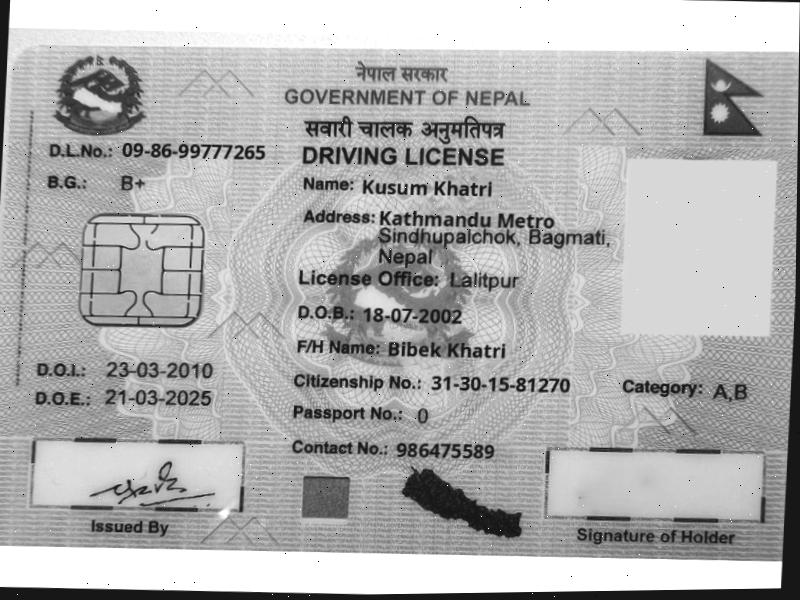 नेपाल सरकार
GOVERNMENT OF NEPAL
सवारी चालक अनुमतिपत्र
DRIVING LICENSE
D.L.No.: 09-86-99777265
B.G.: B+
Name: Kusum Khatri
Address: Kathmandu Metro
Sindhupalchok, Bagmati,
Nepal
License Office: Lalitpur
D.O.B.: 18-07-2002
F/H Name: Bibek Khatri
D.O.I.: 23-03-2010
Citizenship No.: 31-30-15-81270
Category: A,B
D.O.E.: 21-03-2025
Passport No.: 0
Contact No.: 986475589
Issued By
Signature of Holder